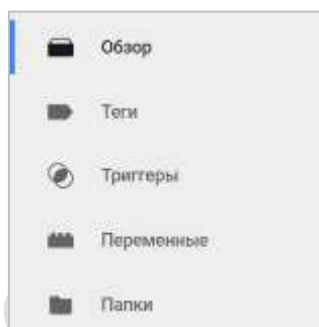 Обзор
Теги
Триггеры
Переменные
Папки